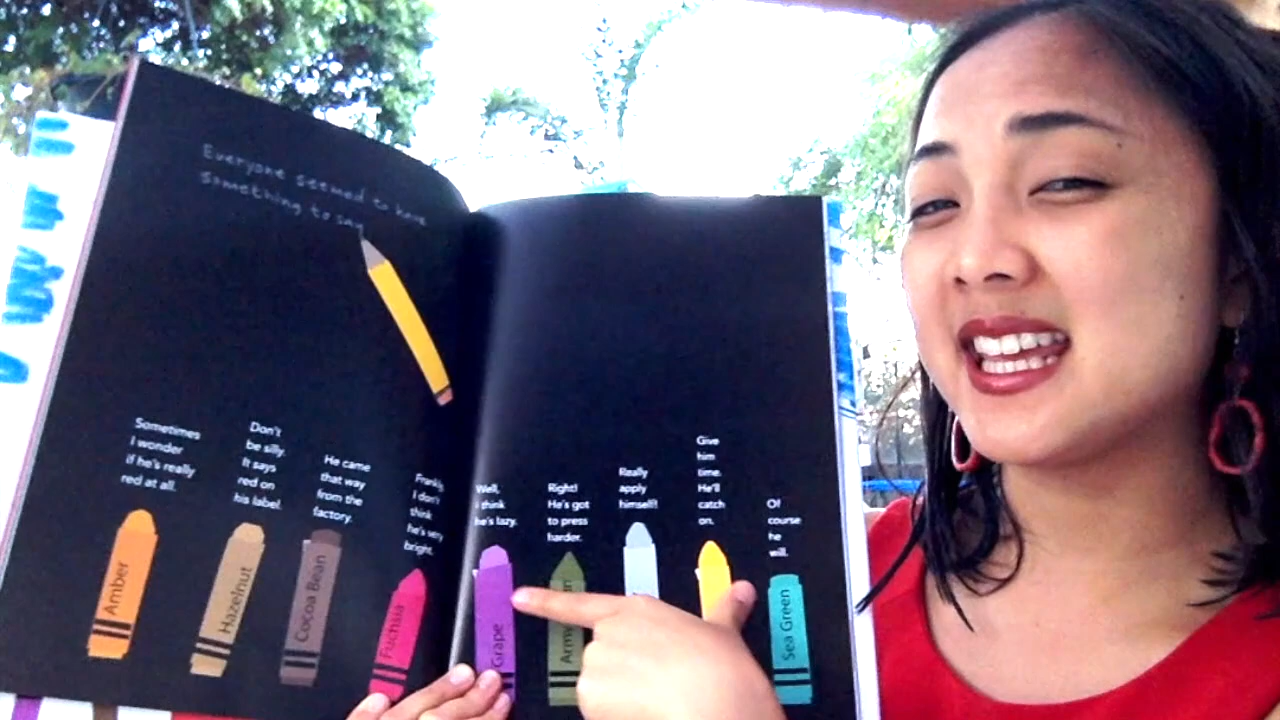 Everyone seemed to have
something to say.
Sometimes
I wonder
if he's really
red at all.
Don't
be silly.
It says
red on
his label.
He came
that way
from the
factory.
Frankly,
I don't
think
he's very
bright.
Well,
I think
he's lazy.
Right!
He's got
to press
harder.
Really
apply
himself!
Give
him
time.
He'll
catch
on.
Of
course
he
will.
Amber
Hazelnut
Cocoa Bean
Fuchsia
Grape
Sea Green